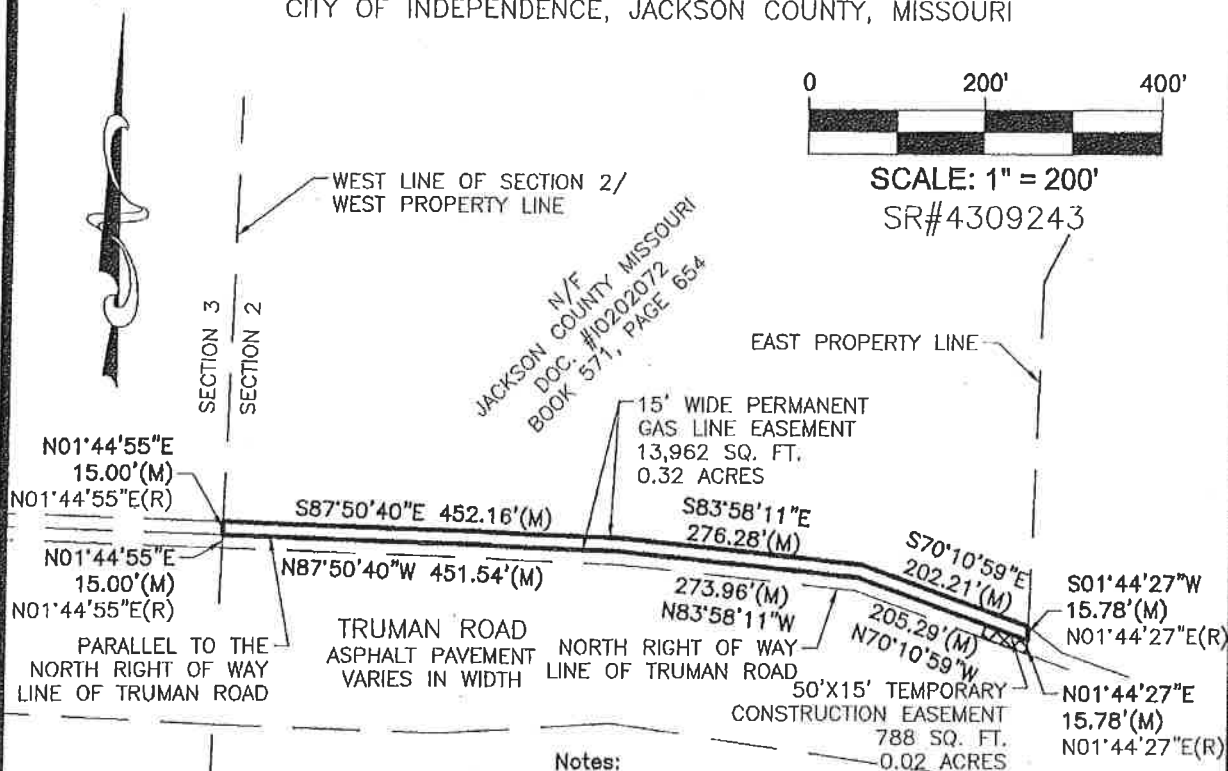 CITY OF INDEPENDENCE, JACKSON COUNTY, MISSOURI
0 200' 400'
SCALE: 1" = 200'
SR#4309243
WEST LINE OF SECTION 2/
WEST PROPERTY LINE
SECTION 3
SECTION 2
N/F
JACKSON COUNTY MISSOURI
DOC. #I0202072
BOOK 571, PAGE 654
EAST PROPERTY LINE
15' WIDE PERMANENT
GAS LINE EASEMENT
13,962 SQ. FT.
0.32 ACRES
N01°44'55"E
15.00'(M)
N01°44'55"E(R)
S87°50'40"E 452.16'(M)
S83°58'11"E
276.28'(M)
S70°10'59"E
202.21'(M)
S01°44'27"W
15.78'(M)
N01°44'27"E(R)
N01°44'55"E
15.00'(M)
N01°44'55"E(R)
N87°50'40"W 451.54'(M)
273.96'(M)
N83°58'11"W
205.29'(M)
N70°10'59"W
PARALLEL TO THE
NORTH RIGHT OF WAY
LINE OF TRUMAN ROAD
TRUMAN ROAD
ASPHALT PAVEMENT
VARIES IN WIDTH
NORTH RIGHT OF WAY
LINE OF TRUMAN ROAD
50'X15' TEMPORARY
CONSTRUCTION EASEMENT
788 SQ. FT.
0.02 ACRES
N01°44'27"E
15.78'(M)
N01°44'27"E(R)
Notes: